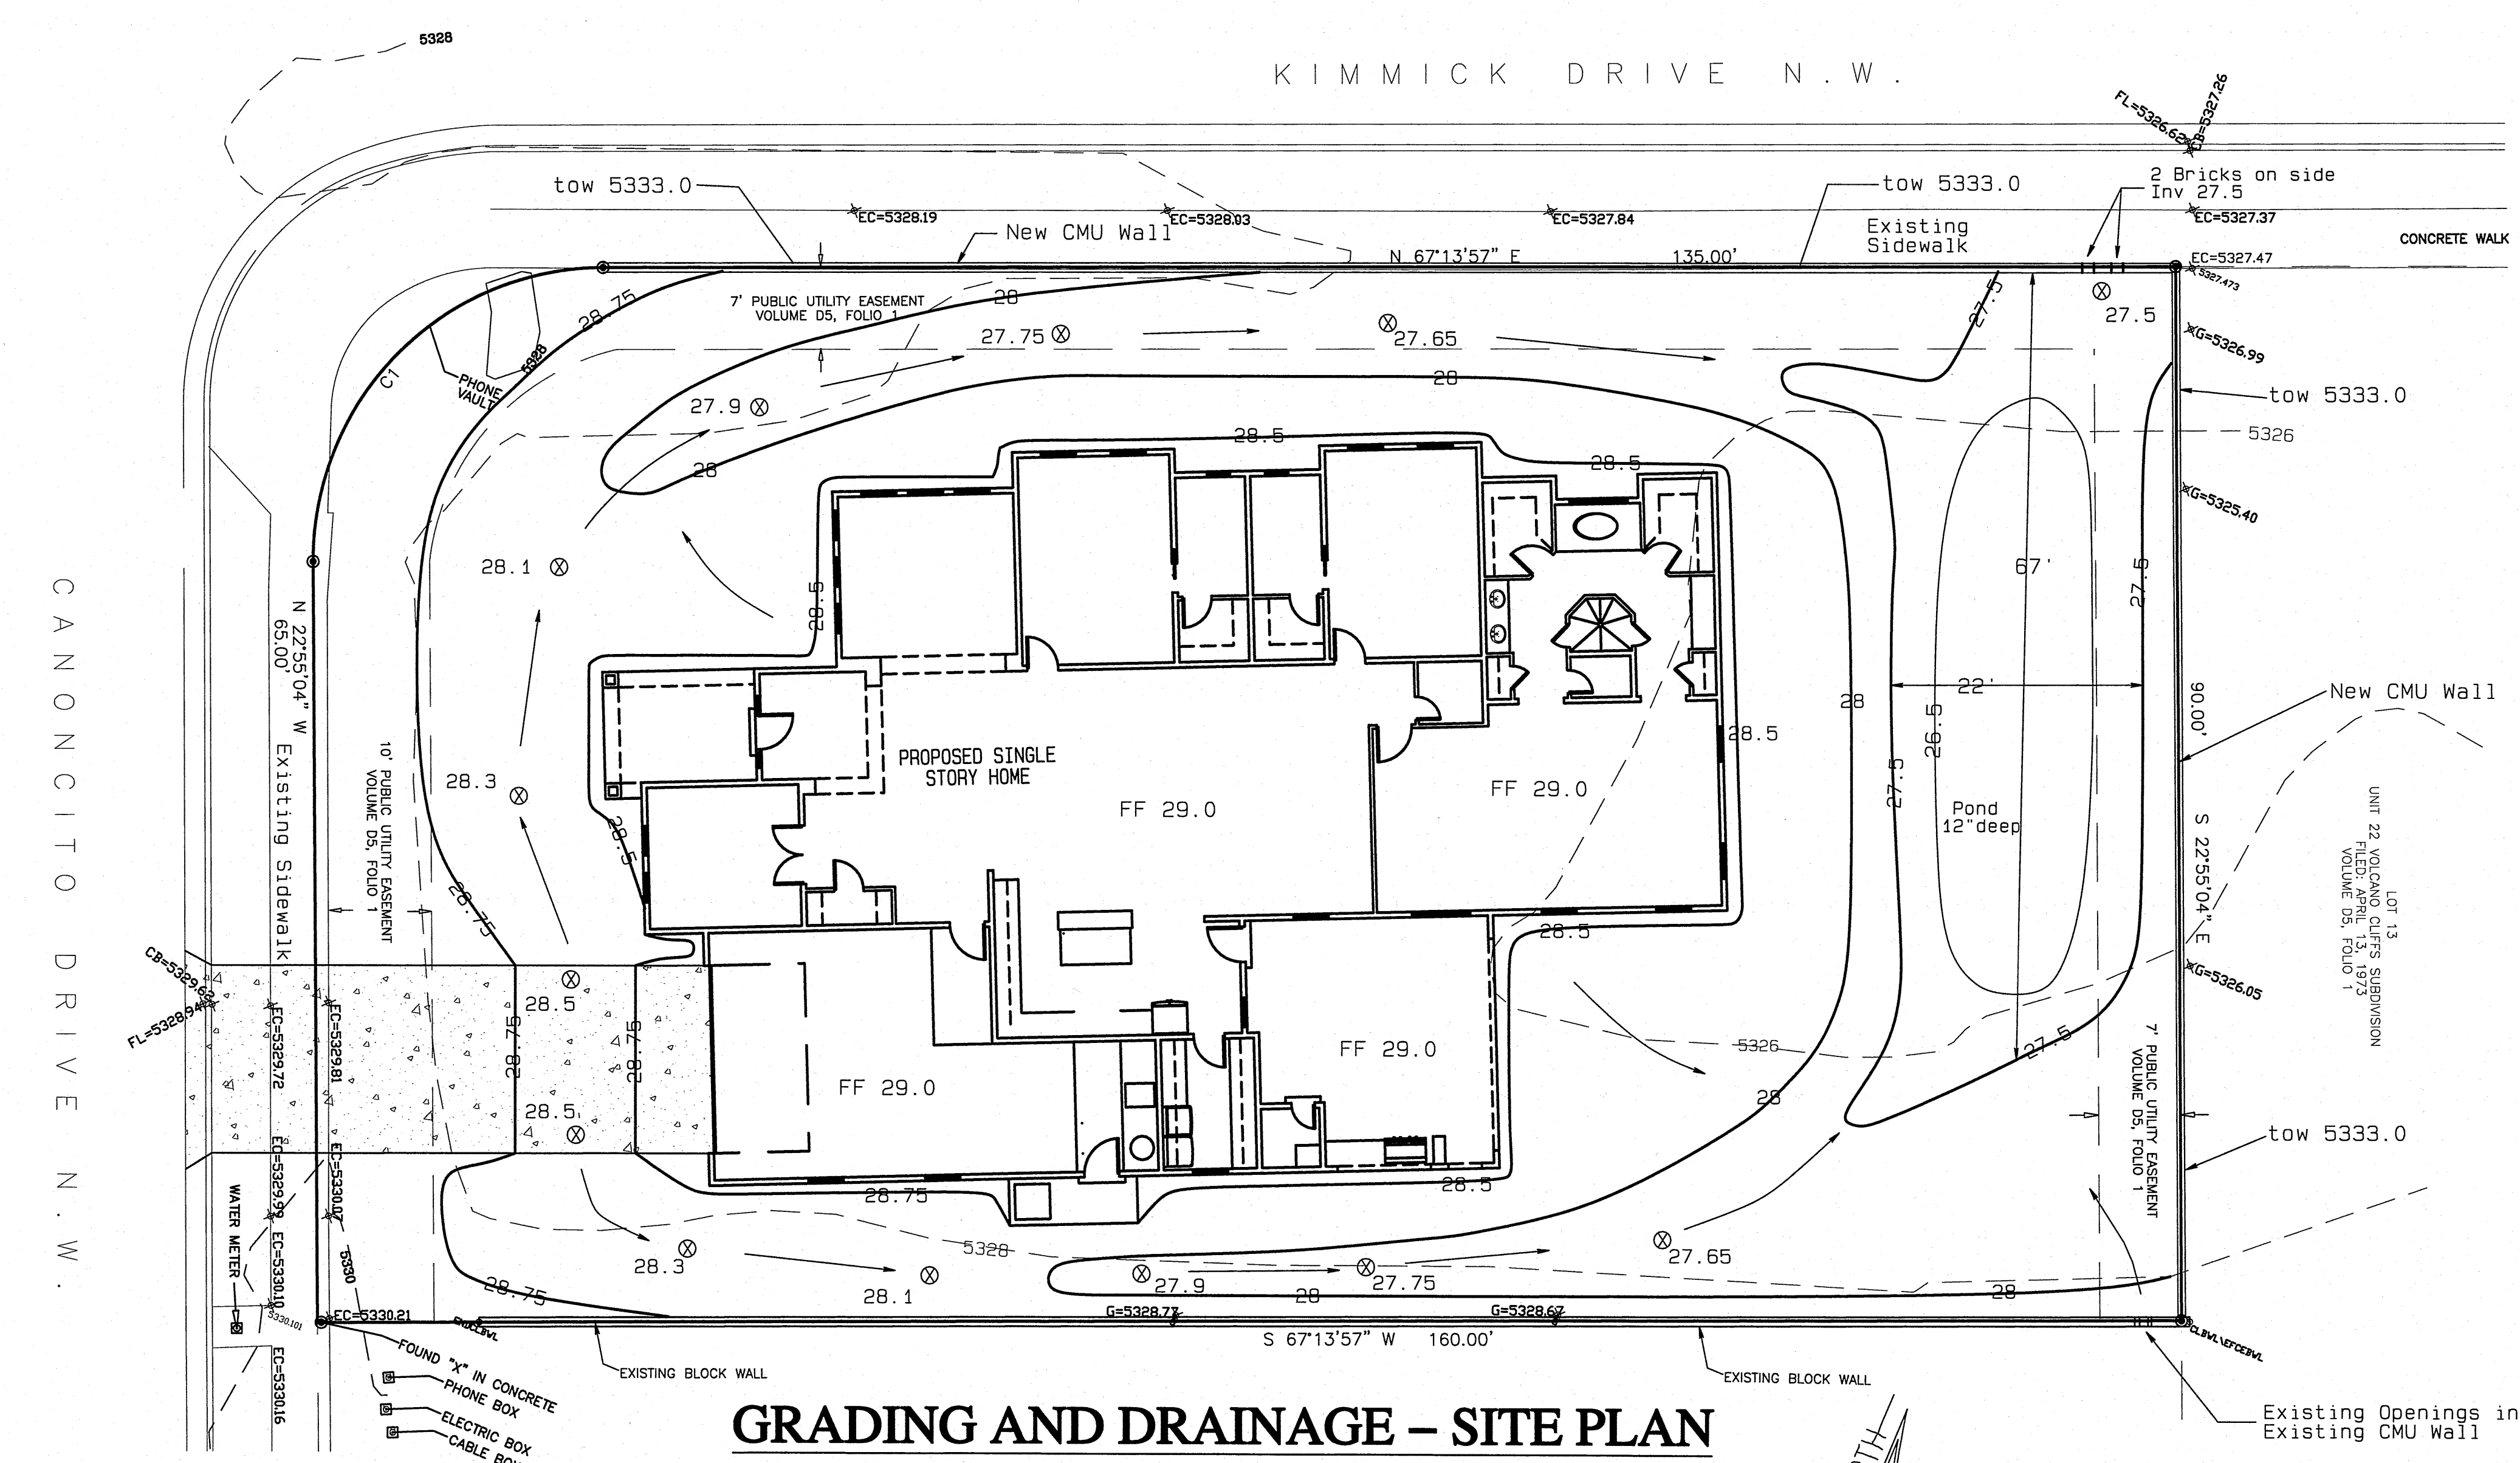 5328
KIMMICK DRIVE N.W.
FL=5326.62
CB=5327.26
tow 5333.0
tow 5333.0
2 Bricks on side
Inv 27.5
EC=5328.19
EC=5328.03
EC=5327.84
EC=5327.37
New CMU Wall
Existing
Sidewalk
CONCRETE WALK
N 67°13'57" E
135.00'
EC=5327.47
5327.473
28.75
7' PUBLIC UTILITY EASEMENT
VOLUME D5, FOLIO 1
28
27.5
27.5
27.75
27.65
G=5326.99
C1
PHONE
VAULT
5328
28
tow 5333.0
27.9
28.5
28.5
5326
28
G=5325.40
28.1
28.5
67'
27.5
CANONCITO DRIVE N.W.
N 22°55'04" W
65.00'
Existing Sidewalk
10' PUBLIC UTILITY EASEMENT
VOLUME D5, FOLIO 1
28
22'
26.5
90.00'
New CMU Wall
28.5
PROPOSED SINGLE
STORY HOME
28.3
FF 29.0
FF 29.0
27.5
Pond
12"deep
S 22°55'04" E
LOT 13
UNIT 22 VOLCANO CLIFFS SUBDIVISION
FILED: APRIL 13, 1973
VOLUME D5, FOLIO 1
28.5
28.75
28.5
CB=5329.62
FL=5328.94
G=5326.05
28.5
28.75
28.75
EC=5329.72
EC=5329.81
5326
27.5
FF 29.0
FF 29.0
28
28.5
7' PUBLIC UTILITY EASEMENT
VOLUME D5, FOLIO 1
tow 5333.0
EC=5329.99
EC=5330.07
WATER METER
28.75
28.5
5328
28.3
27.65
5330
EC=5330.10
5330.101
28.75
28.1
27.9
27.75
28
28
EC=5330.21
ENDCLBWL
G=5328.77
G=5328.67
S 67°13'57" W 160.00'
CLBWL\EFCEBWL
EC=5330.16
FOUND "X" IN CONCRETE
PHONE BOX
ELECTRIC BOX
EXISTING BLOCK WALL
EXISTING BLOCK WALL
Existing Openings in
Existing CMU Wall
GRADING AND DRAINAGE – SITE PLAN
CABLE